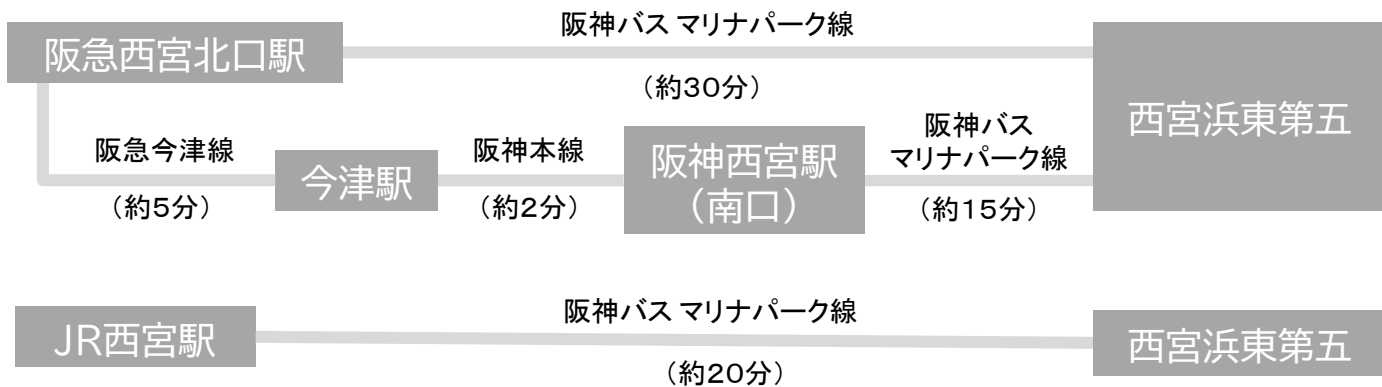 阪神バス マリナパーク線
阪急西宮北口駅
（約30分）
西宮浜東第五
阪急今津線
（約5分）
今津駅
阪神本線
（約2分）
阪神西宮駅
（南口）
阪神バス
マリナパーク線
（約15分）
阪神バス マリナパーク線
JR西宮駅
（約20分）
西宮浜東第五